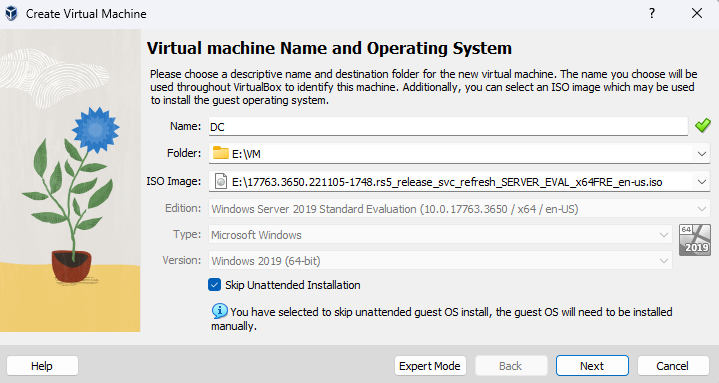 Create Virtual Machine
Virtual machine Name and Operating System
Please choose a descriptive name and destination folder for the new virtual machine. The name you choose will be
used throughout VirtualBox to identify this machine. Additionally, you can select an ISO image which may be used
to install the guest operating system.
Name: DC
Folder: E:\VM
ISO Image: E:\17763.3650.221105-1748.rs5_release_svc_refresh_SERVER_EVAL_x64FRE_en-us.iso
Edition: Windows Server 2019 Standard Evaluation (10.0.17763.3650 / x64 / en-US)
Type: Microsoft Windows
64
2019
Version: Windows 2019 (64-bit)
Skip Unattended Installation
You have selected to skip unattended guest OS install, the guest OS will need to be installed
manually.
Help Expert Mode Back Next Cancel